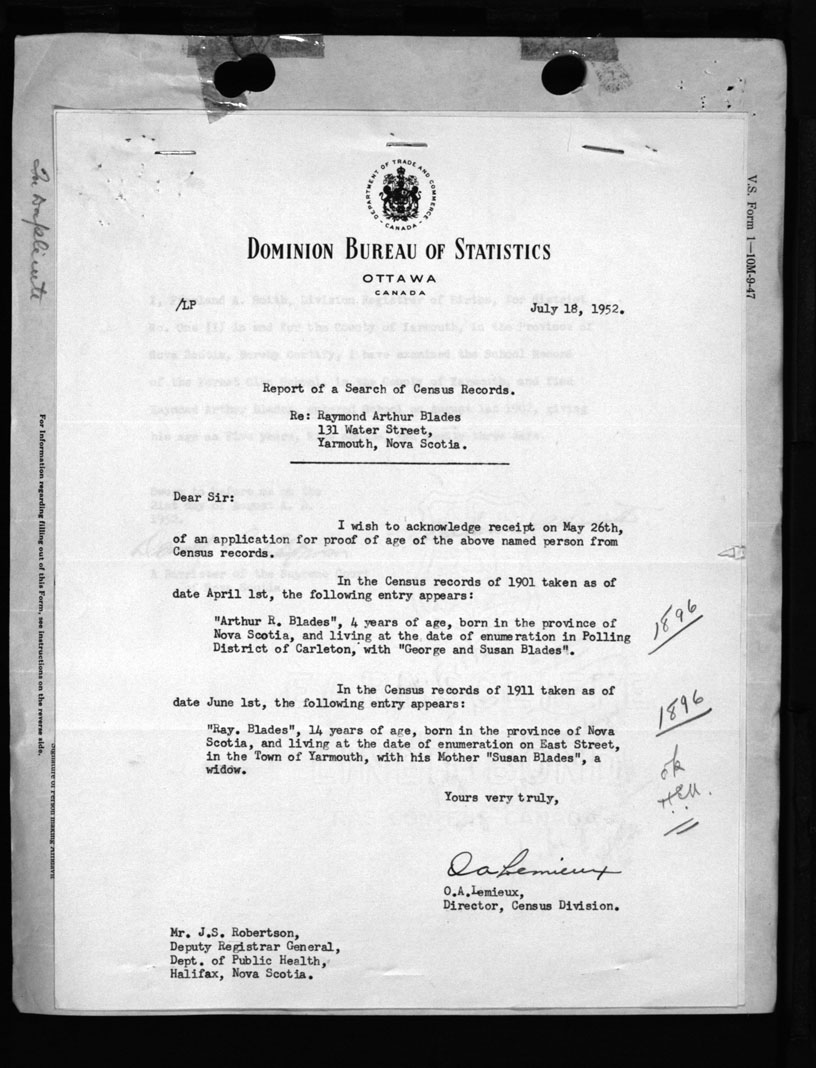 In Duplicate
V.S. Form 1—10M-9-47
DEPARTMENT OF TRADE AND COMMERCE
- CANADA -
DOMINION BUREAU OF STATISTICS
OTTAWA
CANADA
/LP
July 18, 1952.
Report of a Search of Census Records.
Re: Raymond Arthur Blades
131 Water Street,
Yarmouth, Nova Scotia.
Dear Sir:
I wish to acknowledge receipt on May 26th,
of an application for proof of age of the above named person from
Census records.
In the Census records of 1901 taken as of
date April 1st, the following entry appears:
"Arthur R. Blades", 4 years of age, born in the province of
Nova Scotia, and living at the date of enumeration in Polling
District of Carleton, with "George and Susan Blades".
1896
In the Census records of 1911 taken as of
date June 1st, the following entry appears:
"Ray. Blades", 14 years of age, born in the province of Nova
Scotia, and living at the date of enumeration on East Street,
in the Town of Yarmouth, with his Mother "Susan Blades", a
widow.
1896
ok
Yours very truly,
O.A.Lemieux
O.A.Lemieux,
Director, Census Division.
Mr. J.S. Robertson,
Deputy Registrar General,
Dept. of Public Health,
Halifax, Nova Scotia.
For information regarding filling out of this Form, see instructions on the reverse side.